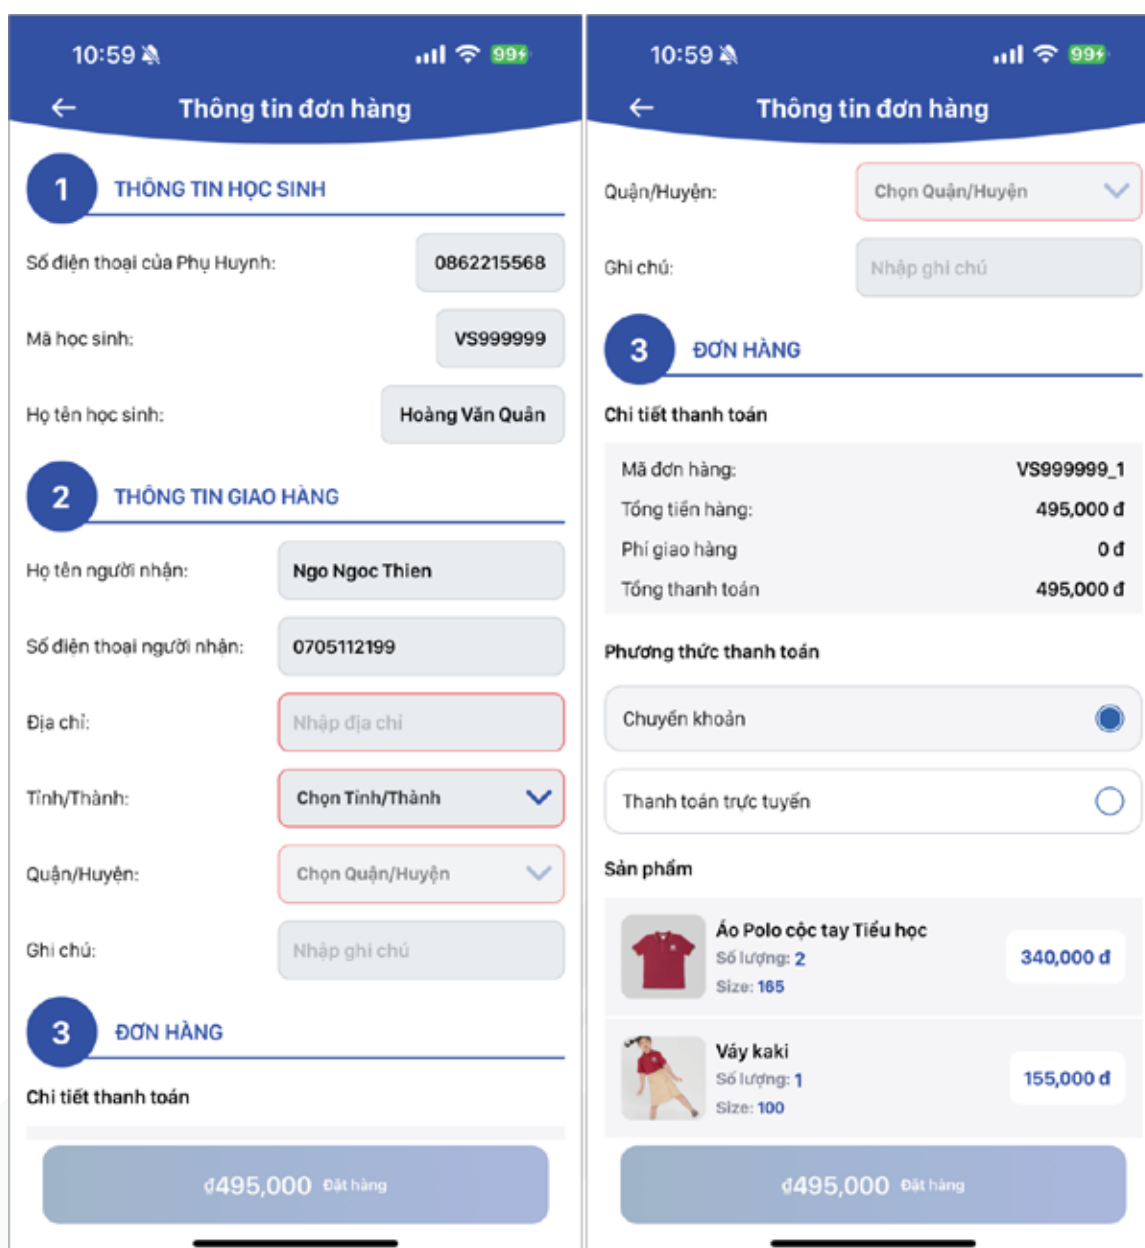 10:59
99
Thông tin đơn hàng
1
THÔNG TIN HỌC SINH
Số điện thoại của Phụ Huynh:
0862215568
Mã học sinh:
VS999999
Họ tên học sinh:
Hoàng Văn Quân
2
THÔNG TIN GIAO HÀNG
Họ tên người nhận:
Ngo Ngoc Thien
Số điện thoại người nhận:
0705112199
Địa chỉ:
Nhập địa chỉ
Tỉnh/Thành:
Chọn Tỉnh/Thành
Quận/Huyện:
Chọn Quận/Huyện
Ghi chú:
Nhập ghi chú
3
ĐƠN HÀNG
Chi tiết thanh toán
₫495,000 Đặt hàng
10:59
99
Thông tin đơn hàng
Quận/Huyện:
Chọn Quận/Huyện
Ghi chú:
Nhập ghi chú
3
ĐƠN HÀNG
Chi tiết thanh toán
Mã đơn hàng:
VS999999_1
Tổng tiền hàng:
495,000 đ
Phí giao hàng
0 đ
Tổng thanh toán
495,000 đ
Phương thức thanh toán
Chuyển khoản
Thanh toán trực tuyến
Sản phẩm
Áo Polo cộc tay Tiểu học
Số lượng: 2
Size: 165
340,000 đ
Váy kaki
Số lượng: 1
Size: 100
155,000 đ
₫495,000 Đặt hàng